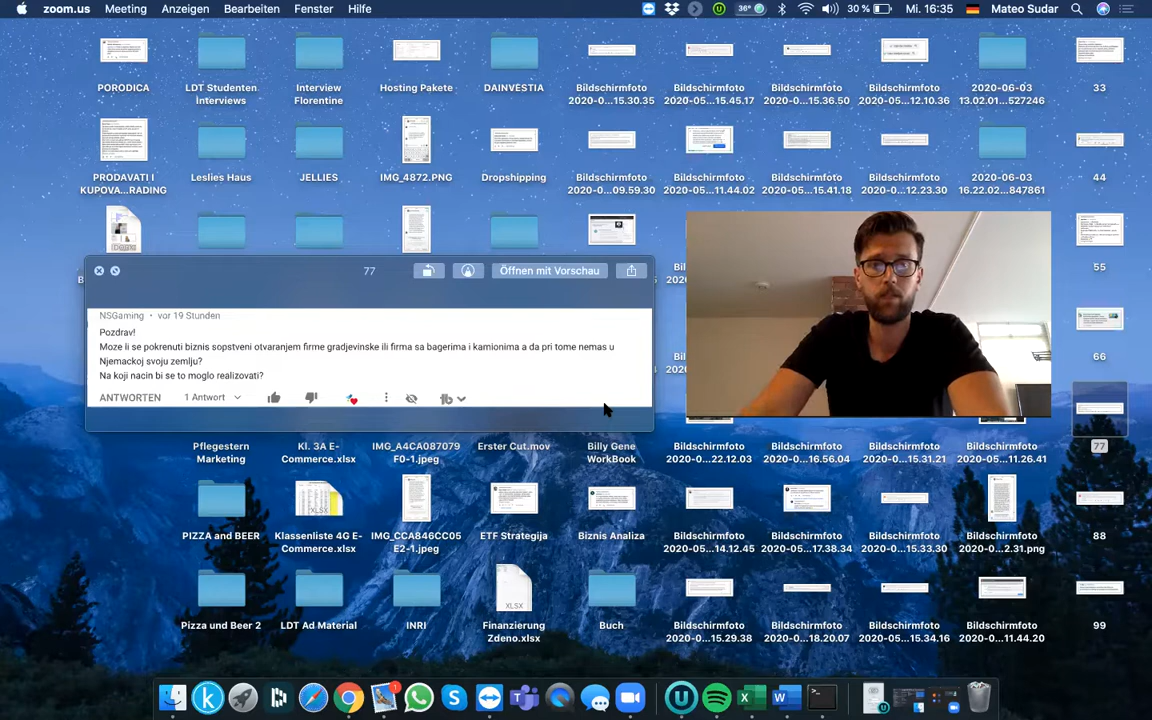 zoom.us Meeting Anzeigen Bearbeiten Fenster Hilfe 36° 30 % Mi. 16:35 Mateo Sudar
PORODICA
LDT Studenten
Interviews
Interview
Florentine
Hosting Pakete
DAINVESTIA
Bildschirmfoto
2020-0...15.30.35
Bildschirmfoto
2020-05...15.45.17
Bildschirmfoto
2020-0...15.36.50
Bildschirmfoto
2020-0...12.10.36
2020-06-03
13.02.01...527246
33
PRODAVATI I
KUPOVA...RADING
Leslies Haus
JELLIES
IMG_4872.PNG
Dropshipping
Bildschirmfoto
2020-0...09.59.30
Bildschirmfoto
2020-0...11.44.02
Bildschirmfoto
2020-05...15.41.18
Bildschirmfoto
2020-0...12.23.30
2020-06-03
16.22.02...847861
44
55
66
77
Öffnen mit Vorschau
NSGaming • vor 19 Stunden
Pozdrav!
Moze li se pokrenuti biznis sopstveni otvaranjem firme gradjevinske ili firma sa bagerima i kamionima a da pri tome nemas u
Njemackoj svoju zemlju?
Na koji nacin bi se to moglo realizovati?
ANTWORTEN 1 Antwort
Pflegestern
Marketing
Kl. 3A E-
Commerce.xlsx
IMG_A4CA087079
F0-1.jpeg
Erster Cut.mov
Billy Gene
WorkBook
Bildschirmfoto
2020-0...22.12.03
Bildschirmfoto
2020-0...16.56.04
Bildschirmfoto
2020-0...15.31.21
Bildschirmfoto
2020-05...11.26.41
77
PIZZA and BEER
XLSX
Klassenliste 4G E-
Commerce.xlsx
IMG_CCA846CC05
E2-1.jpeg
ETF Strategija
Biznis Analiza
Bildschirmfoto
2020-05...14.12.45
Bildschirmfoto
2020-05...17.38.34
Bildschirmfoto
2020-0...15.33.30
Bildschirmfoto
2020-0...2.31.png
88
Pizza und Beer 2
LDT Ad Material
INRI
XLSX
Finanzierung
Zdeno.xlsx
Buch
Bildschirmfoto
2020-0...15.29.38
Bildschirmfoto
2020-0...18.20.07
Bildschirmfoto
2020-0...15.34.16
Bildschirmfoto
2020-0...11.44.20
99